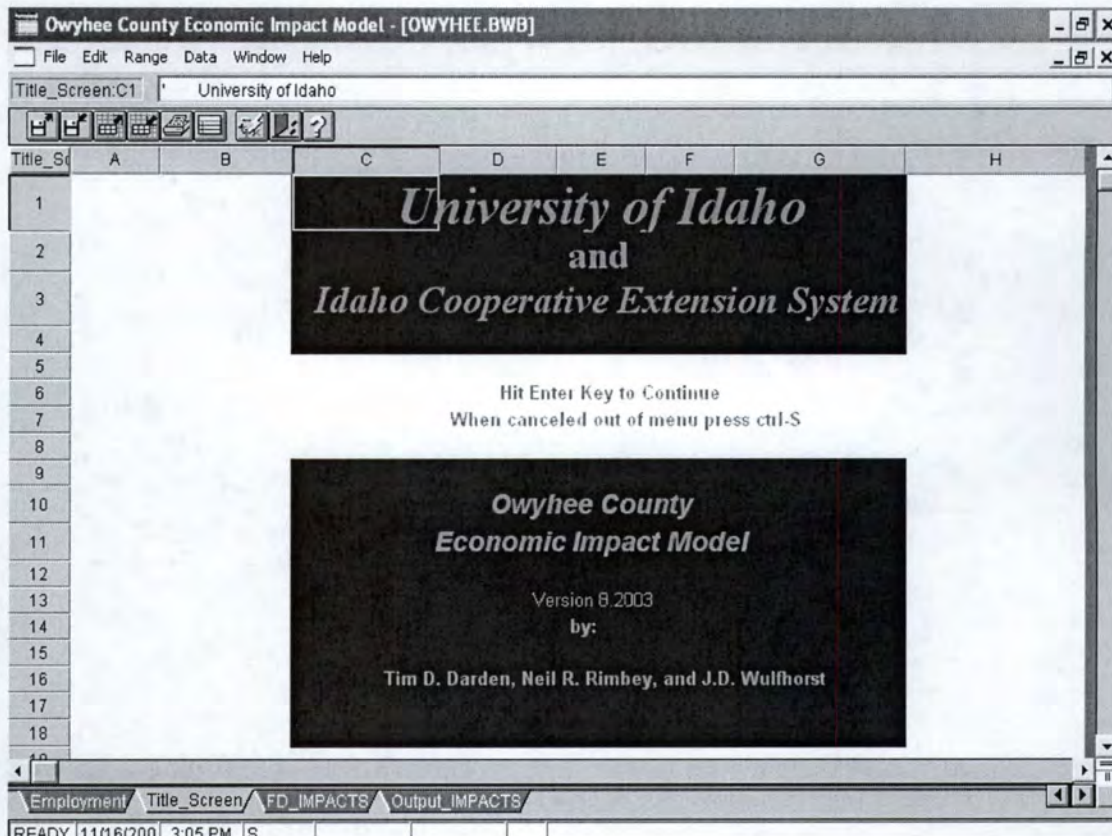 Owyhee County Economic Impact Model - [OWYHEE.BWB]
File Edit Range Data Window Help
Title_Screen:C1 ' University of Idaho
Title_Sc A B C D E F G H
1 University of Idaho
2 and
3 Idaho Cooperative Extension System
4
5
6 Hit Enter Key to Continue
7 When canceled out of menu press ctrl-S
8
9
10 Owyhee County
11 Economic Impact Model
12
13 Version 8.2003
14 by:
15
16 Tim D. Darden, Neil R. Rimbey, and J.D. Wulfhorst
17
18
19
Employment Title_Screen FD_IMPACTS Output_IMPACTS
READY 11/16/200 3:05 PM S